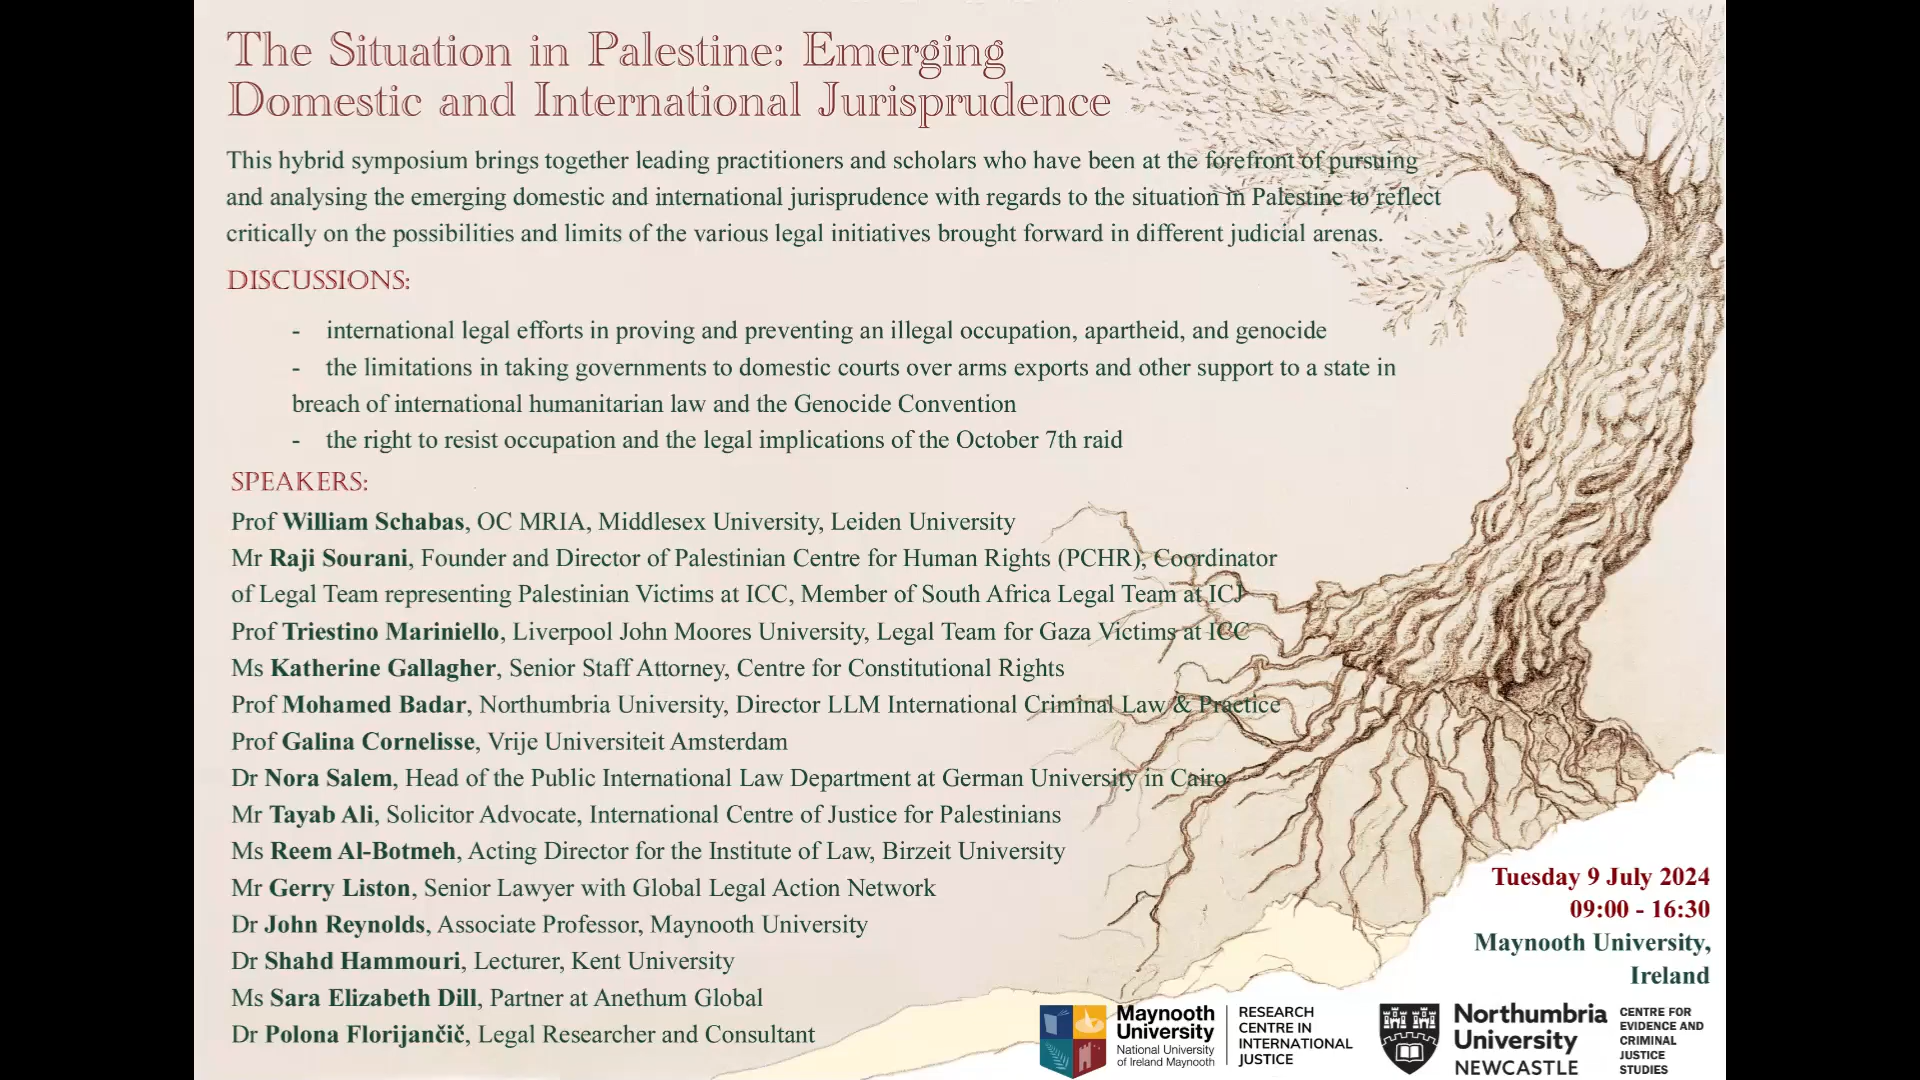 The Situation in Palestine: Emerging
Domestic and International Jurisprudence
This hybrid symposium brings together leading practitioners and scholars who have been at the forefront of pursuing
and analysing the emerging domestic and international jurisprudence with regards to the situation in Palestine to reflect
critically on the possibilities and limits of the various legal initiatives brought forward in different judicial arenas.
DISCUSSIONS:
- international legal efforts in proving and preventing an illegal occupation, apartheid, and genocide
- the limitations in taking governments to domestic courts over arms exports and other support to a state in
breach of international humanitarian law and the Genocide Convention
- the right to resist occupation and the legal implications of the October 7th raid
SPEAKERS:
Prof William Schabas, OC MRIA, Middlesex University, Leiden University
Mr Raji Sourani, Founder and Director of Palestinian Centre for Human Rights (PCHR), Coordinator
of Legal Team representing Palestinian Victims at ICC, Member of South Africa Legal Team at ICJ
Prof Triestino Mariniello, Liverpool John Moores University, Legal Team for Gaza Victims at ICC
Ms Katherine Gallagher, Senior Staff Attorney, Centre for Constitutional Rights
Prof Mohamed Badar, Northumbria University, Director LLM International Criminal Law & Practice
Prof Galina Cornelisse, Vrije Universiteit Amsterdam
Dr Nora Salem, Head of the Public International Law Department at German University in Cairo
Mr Tayab Ali, Solicitor Advocate, International Centre of Justice for Palestinians
Ms Reem Al-Botmeh, Acting Director for the Institute of Law, Birzeit University
Mr Gerry Liston, Senior Lawyer with Global Legal Action Network
Dr John Reynolds, Associate Professor, Maynooth University
Dr Shahd Hammouri, Lecturer, Kent University
Ms Sara Elizabeth Dill, Partner at Anethum Global
Dr Polona Florijančič, Legal Researcher and Consultant
Tuesday 9 July 2024
09:00 - 16:30
Maynooth University,
Ireland
Maynooth
University
National University
of Ireland Maynooth
RESEARCH
CENTRE IN
INTERNATIONAL
JUSTICE
Northumbria
University
NEWCASTLE
CENTRE FOR
EVIDENCE AND
CRIMINAL
JUSTICE
STUDIES